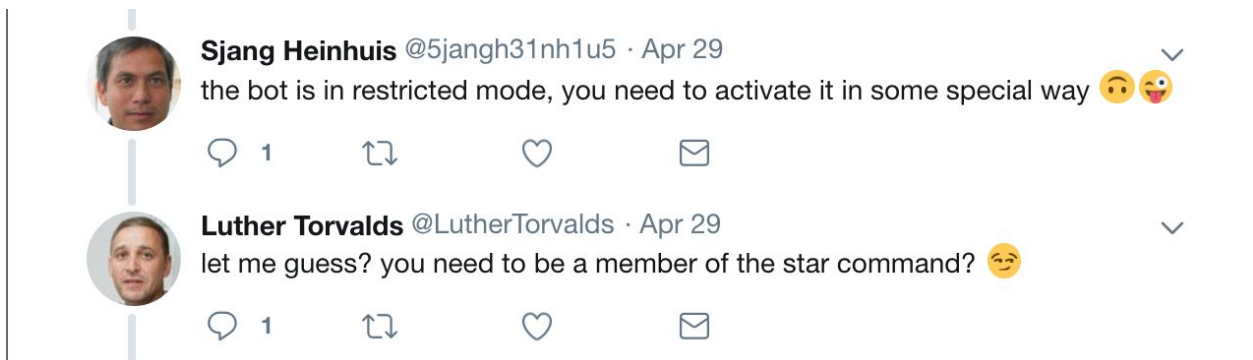 Sjang Heinhuis @5jangh31nh1u5 · Apr 29
the bot is in restricted mode, you need to activate it in some special way 🙃😜
1
Luther Torvalds @LutherTorvalds · Apr 29
let me guess? you need to be a member of the star command? 😏
1